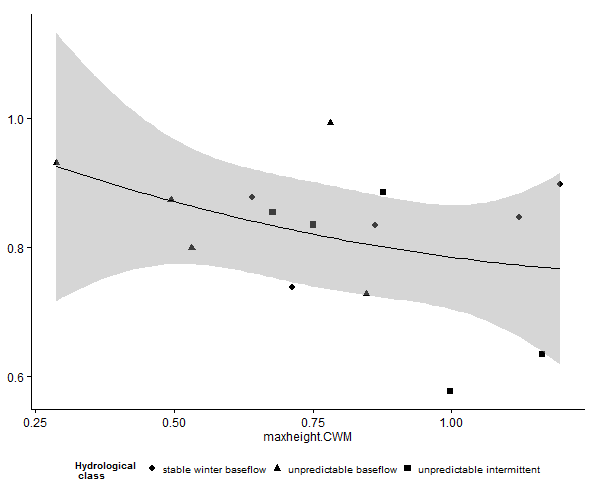 1.0
0.8
0.6
0.25 0.50 0.75 1.00
maxheight.CWM
Hydrological
class
stable winter baseflow unpredictable baseflow unpredictable intermittent